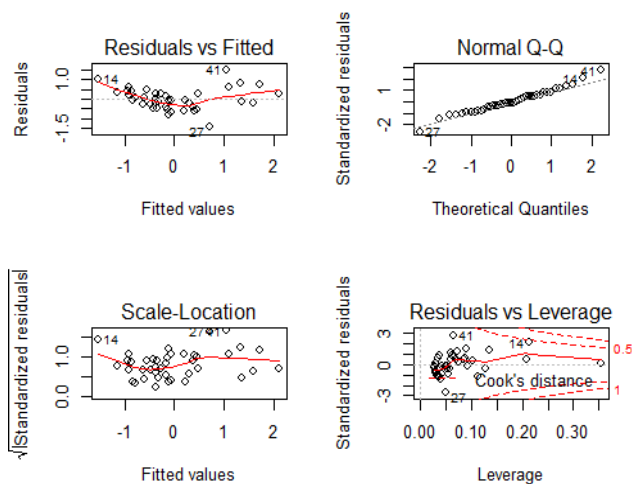 Residuals vs Fitted
Residuals
1.0
-1.5
14
41
27
-1 0 1 2
Fitted values
Normal Q-Q
Standardized residuals
1
-2
14
41
27
-2 -1 0 1 2
Theoretical Quantiles
Scale-Location
√|Standardized residuals|
1.0
0.0
14
27
41
-1 0 1 2
Fitted values
Residuals vs Leverage
Standardized residuals
3
0
-3
41
14
27
Cook's distance
0.5
1
0.00 0.10 0.20 0.30
Leverage